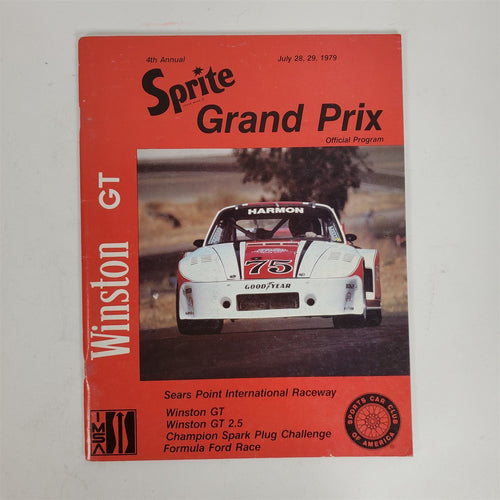 4th Annual
July 28, 29, 1979
Sprite
Grand Prix
Official Program
Winston GT
HARMON
75
GOODYEAR
Sears Point International Raceway
Winston GT
Winston GT 2.5
Champion Spark Plug Challenge
Formula Ford Race
IMSA
SPORTS CAR CLUB
OF AMERICA